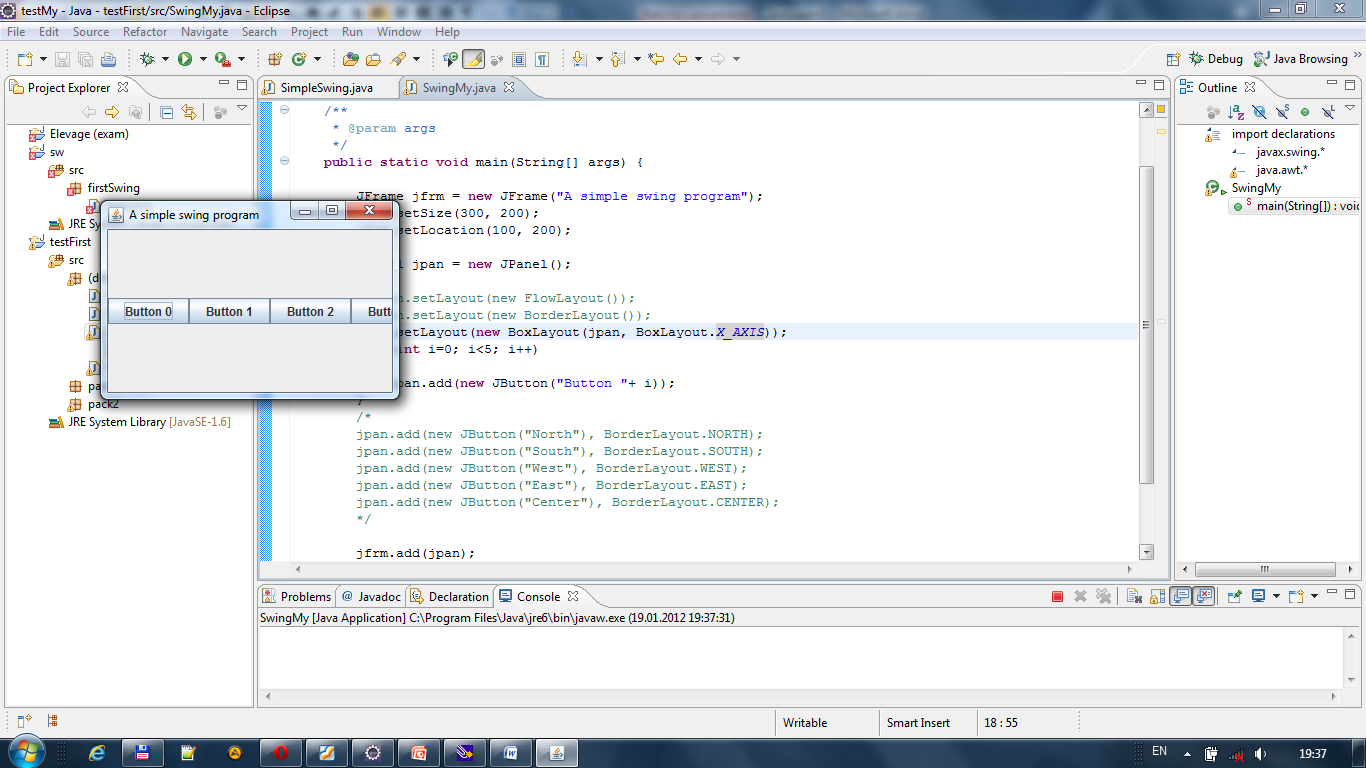 testMy - Java - testFirst/src/SwingMy.java - Eclipse
File Edit Source Refactor Navigate Search Project Run Window Help
Debug Java Browsing
Project Explorer
Elevage (exam)
sw
src
firstSwing
JRE Sy
testFirst
src
(d
pa
pack2
JRE System Library [JavaSE-1.6]
A simple swing program
Button 0 Button 1 Button 2 Butt
SimpleSwing.java SwingMy.java
/**
* @param args
*/
public static void main(String[] args) {
JFrame jfrm = new JFrame("A simple swing program");
setSize(300, 200);
setLocation(100, 200);
jpan = new JPanel();
.setLayout(new FlowLayout());
.setLayout(new BorderLayout());
setLayout(new BoxLayout(jpan, BoxLayout.X_AXIS));
int i=0; i<5; i++)
pan.add(new JButton("Button "+ i));
}
/*
jpan.add(new JButton("North"), BorderLayout.NORTH);
jpan.add(new JButton("South"), BorderLayout.SOUTH);
jpan.add(new JButton("West"), BorderLayout.WEST);
jpan.add(new JButton("East"), BorderLayout.EAST);
jpan.add(new JButton("Center"), BorderLayout.CENTER);
*/
jfrm.add(jpan);
Outline
import declarations
javax.swing.*
java.awt.*
SwingMy
main(String[]) : void
Problems Javadoc Declaration Console
SwingMy [Java Application] C:\Program Files\Java\jre6\bin\javaw.exe (19.01.2012 19:37:31)
Writable Smart Insert 18 : 55
EN 19:37